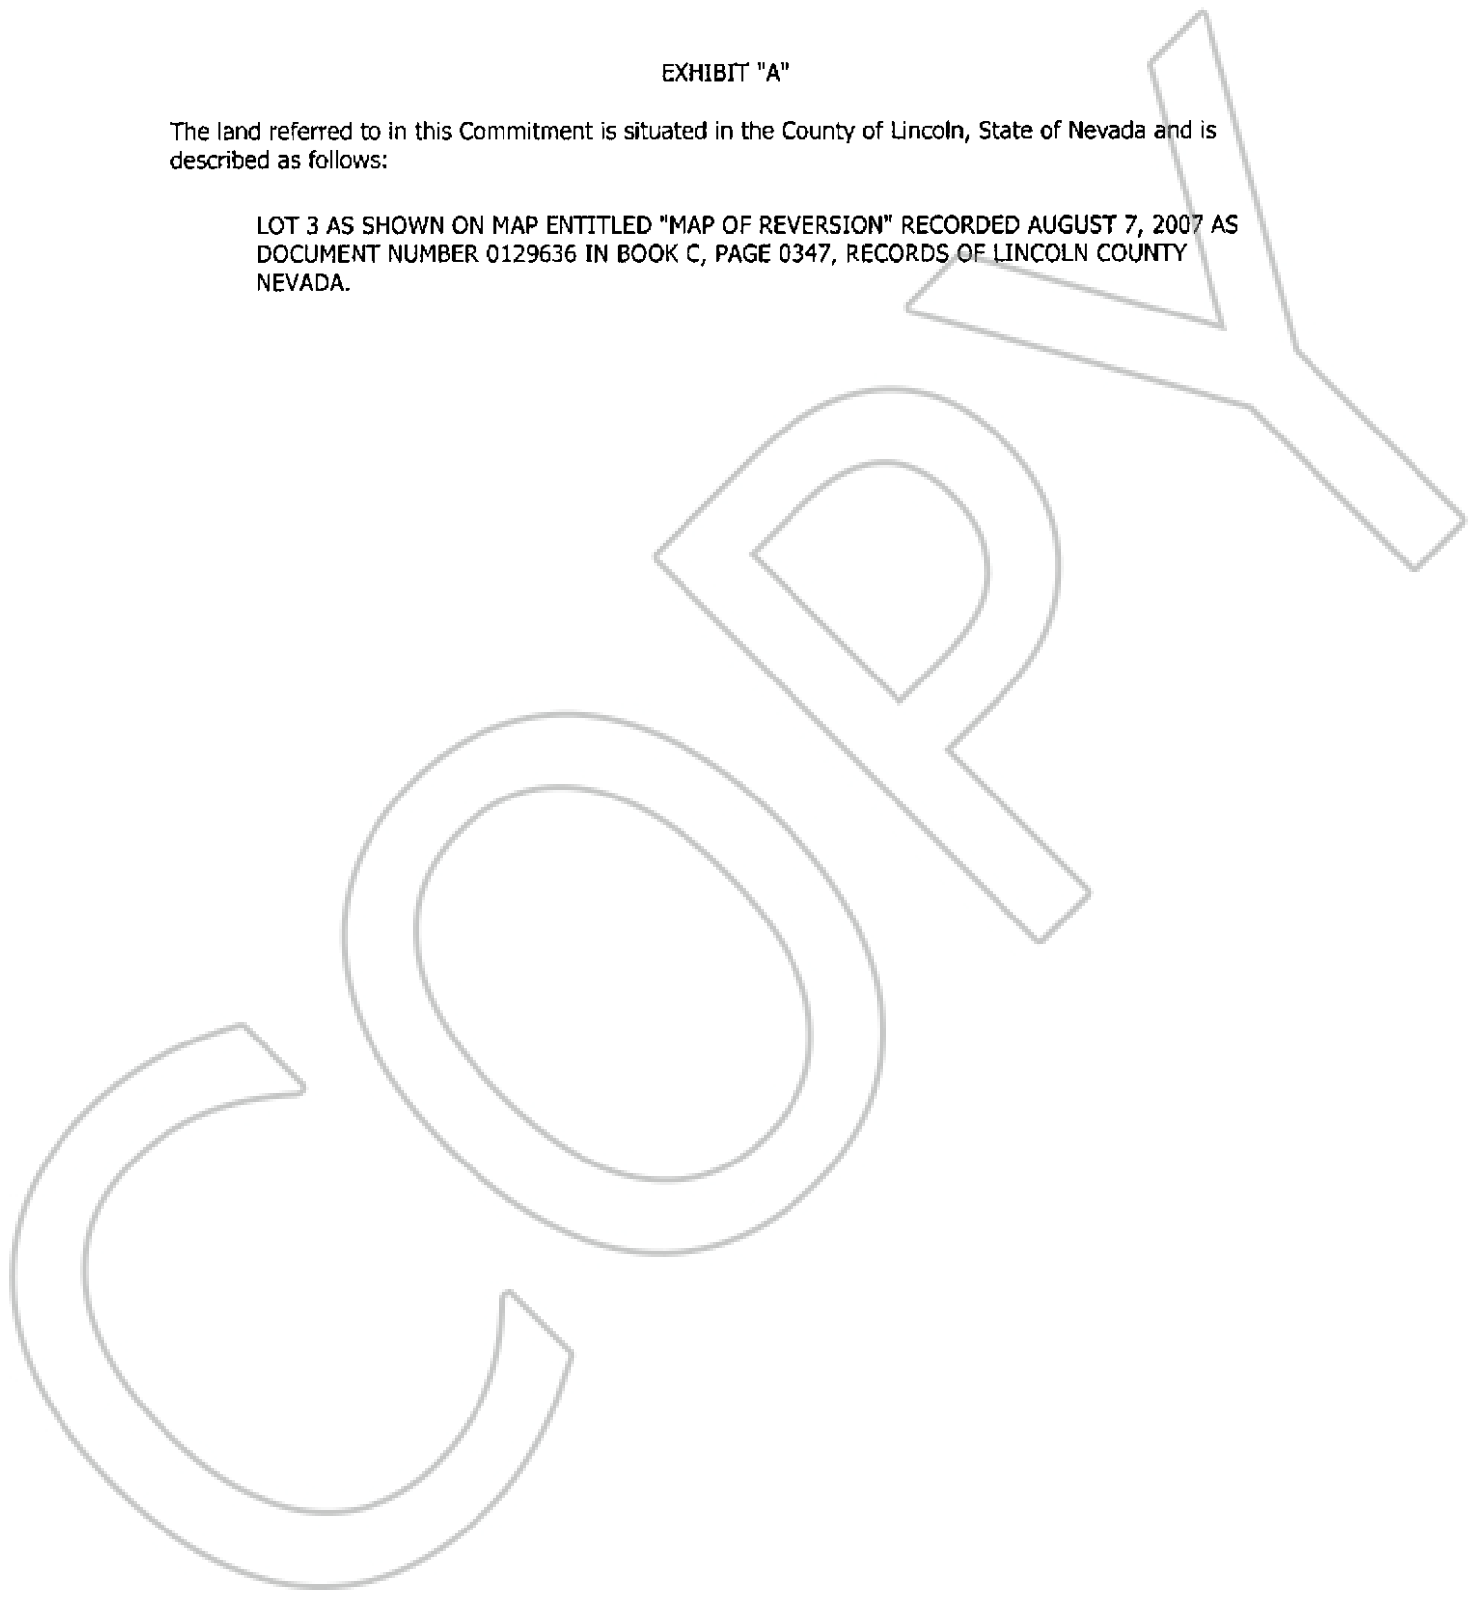 EXHIBIT "A"
The land referred to in this Commitment is situated in the County of Lincoln, State of Nevada and is
described as follows:
LOT 3 AS SHOWN ON MAP ENTITLED "MAP OF REVERSION" RECORDED AUGUST 7, 2007 AS
DOCUMENT NUMBER 0129636 IN BOOK C, PAGE 0347, RECORDS OF LINCOLN COUNTY
NEVADA.
COPY